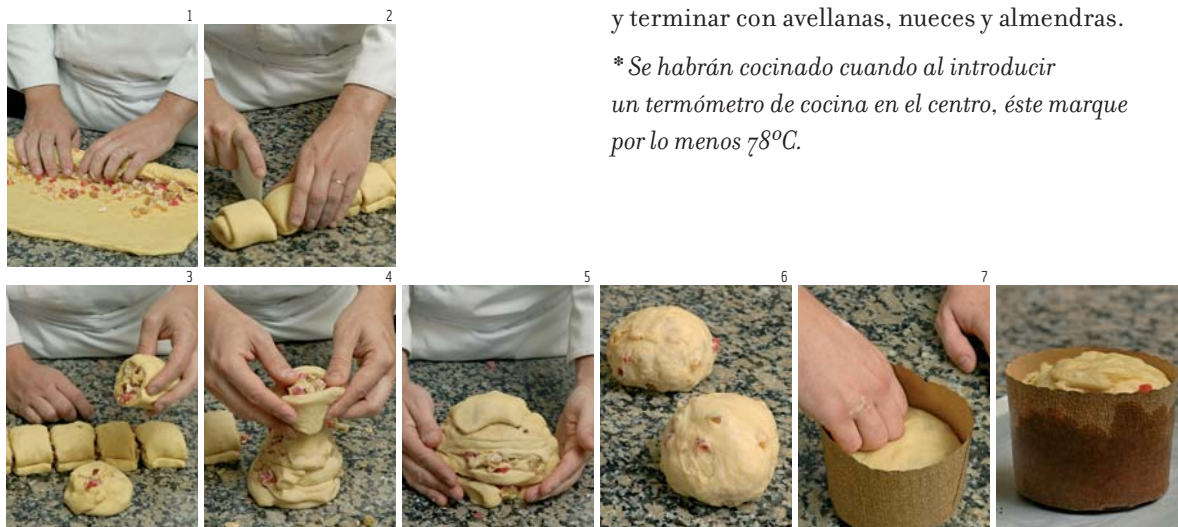 y terminar con avellanas, nueces y almendras.
* Se habrán cocinado cuando al introducir
un termómetro de cocina en el centro, éste marque
por lo menos 78ºC.
1
2
3
4
5
6
7